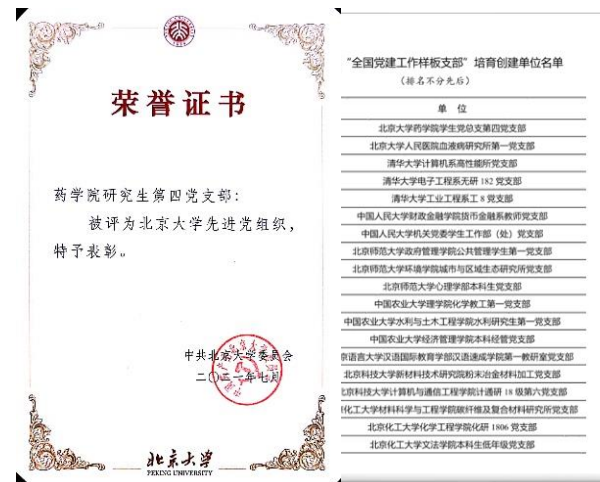 荣誉证书
药学院研究生第四党支部：
被评为北京大学先进党组织，
特予表彰。
中共北京大学委员会
二〇二一年七月
北京大学
PEKING UNIVERSITY
“全国党建工作样板支部”培育创建单位名单
（排名不分先后）
单 位
北京大学药学院学生党总支第四党支部
北京大学人民医院血液病研究所第一党支部
清华大学计算机系高性能所党支部
清华大学电子工程系无研 182 党支部
清华大学工业工程系工 8 党支部
中国人民大学财政金融学院货币金融系教师党支部
中国人民大学机关党委学生工作部（处）党支部
北京师范大学政府管理学院公共管理学生第一党支部
北京师范大学环境学院城市与区域生态研究所党支部
北京师范大学心理学部本科生党支部
中国农业大学理学院化学教工第一党支部
中国农业大学水利与土木工程学院水利研究生第一党支部
中国农业大学经济管理学院本科经管党支部
京语言大学汉语国际教育学部汉语速成学院第一教研室党支部
北京科技大学新材料技术研究院粉末冶金材料加工党支部
北京科技大学计算机与通信工程学院计通研 18 级第六党支部
化工大学材料科学与工程学院碳纤维及复合材料研究所党支部
北京化工大学化学工程学院化研 1806 党支部
北京化工大学文法学院本科生低年级党支部